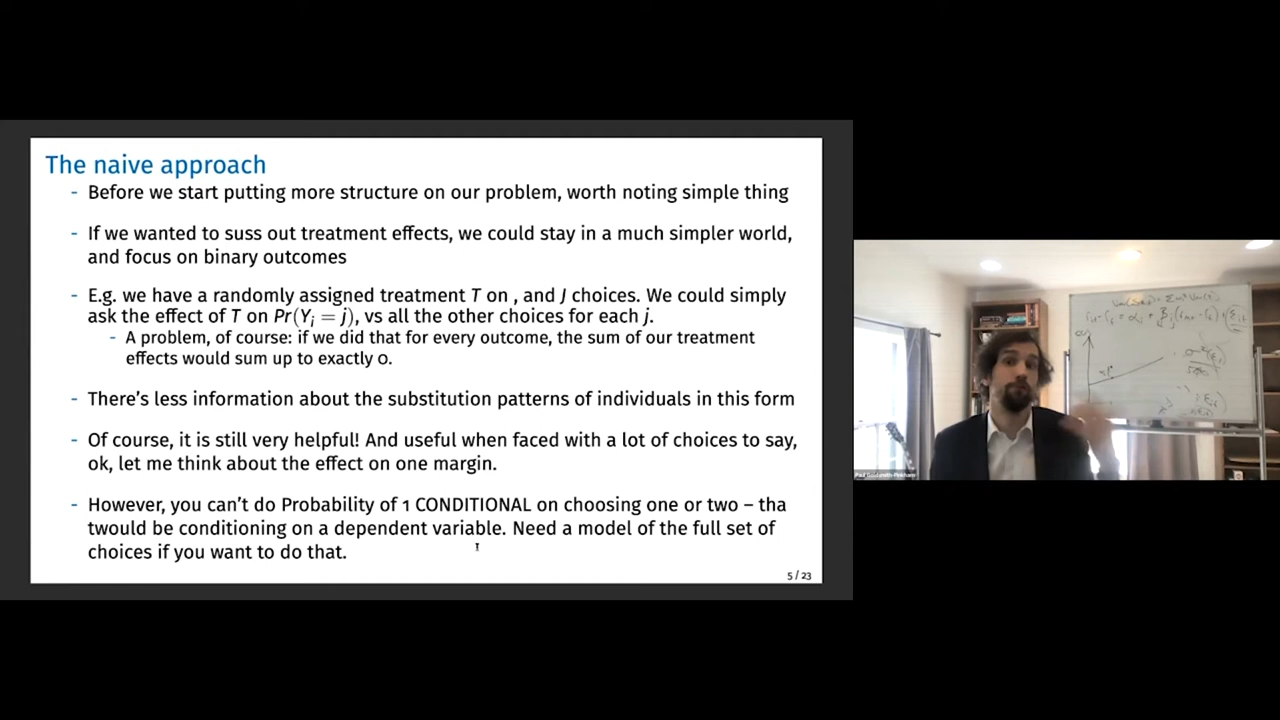 The naive approach
- Before we start putting more structure on our problem, worth noting simple thing
- If we wanted to suss out treatment effects, we could stay in a much simpler world,
and focus on binary outcomes
- E.g. we have a randomly assigned treatment T on , and J choices. We could simply
ask the effect of T on Pr(Yᵢ = j), vs all the other choices for each j.
- A problem, of course: if we did that for every outcome, the sum of our treatment
effects would sum up to exactly 0.
- There's less information about the substitution patterns of individuals in this form
- Of course, it is still very helpful! And useful when faced with a lot of choices to say,
ok, let me think about the effect on one margin.
- However, you can't do Probability of 1 CONDITIONAL on choosing one or two – tha
twould be conditioning on a dependent variable. Need a model of the full set of
choices if you want to do that.
5 / 23
Paul Goldsmith-Pinkham